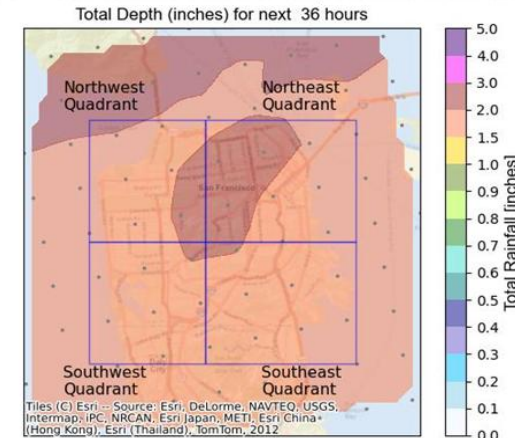 Total Depth (inches) for next 36 hours
Northwest
Quadrant
Northeast
Quadrant
San Francisco
Southwest
Quadrant
Southeast
Quadrant
Tiles (C) Esri -- Source: Esri, DeLorme, NAVTEQ, USGS,
Intermap, iPC, NRCAN, Esri Japan, METI, Esri China
(Hong Kong), Esri (Thailand), TomTom, 2012
5.0
4.0
3.0
2.0
1.5
1.0
0.9
0.8
0.7
0.6
0.5
0.4
0.3
0.2
0.1
0.0
Total Rainfall [inches]